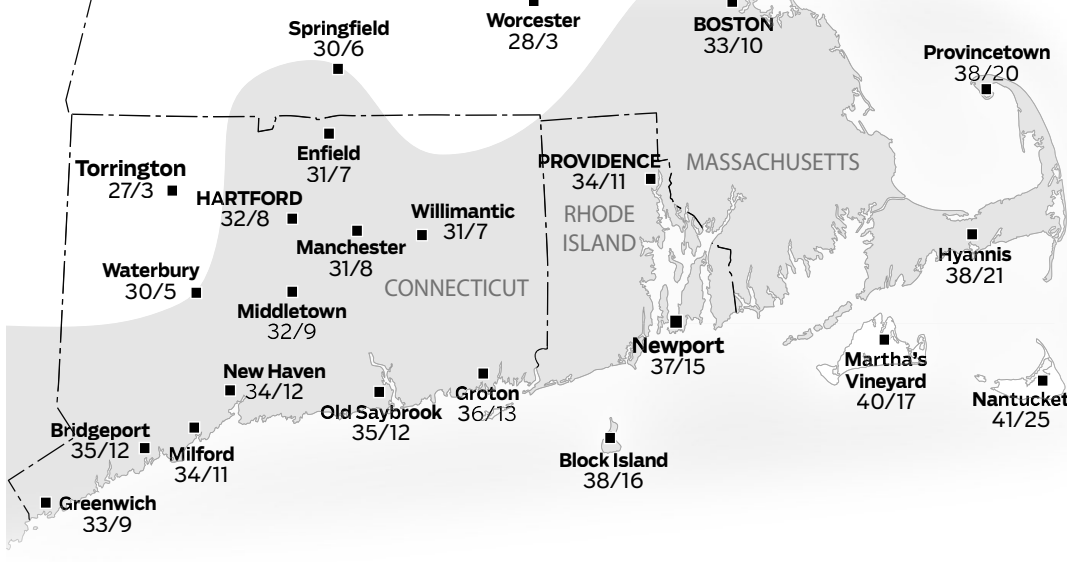 Springfield
30/6
Worcester
28/3
BOSTON
33/10
Provincetown
38/20
Enfield
31/7
Torrington
27/3
PROVIDENCE
34/11
MASSACHUSETTS
HARTFORD
32/8
Willimantic
31/7
RHODE
ISLAND
Manchester
31/8
Hyannis
38/21
Waterbury
30/5
CONNECTICUT
Middletown
32/9
Newport
37/15
Martha's
Vineyard
40/17
New Haven
34/12
Groton
36/13
Nantucket
41/25
Old Saybrook
35/12
Bridgeport
35/12
Milford
34/11
Block Island
38/16
Greenwich
33/9